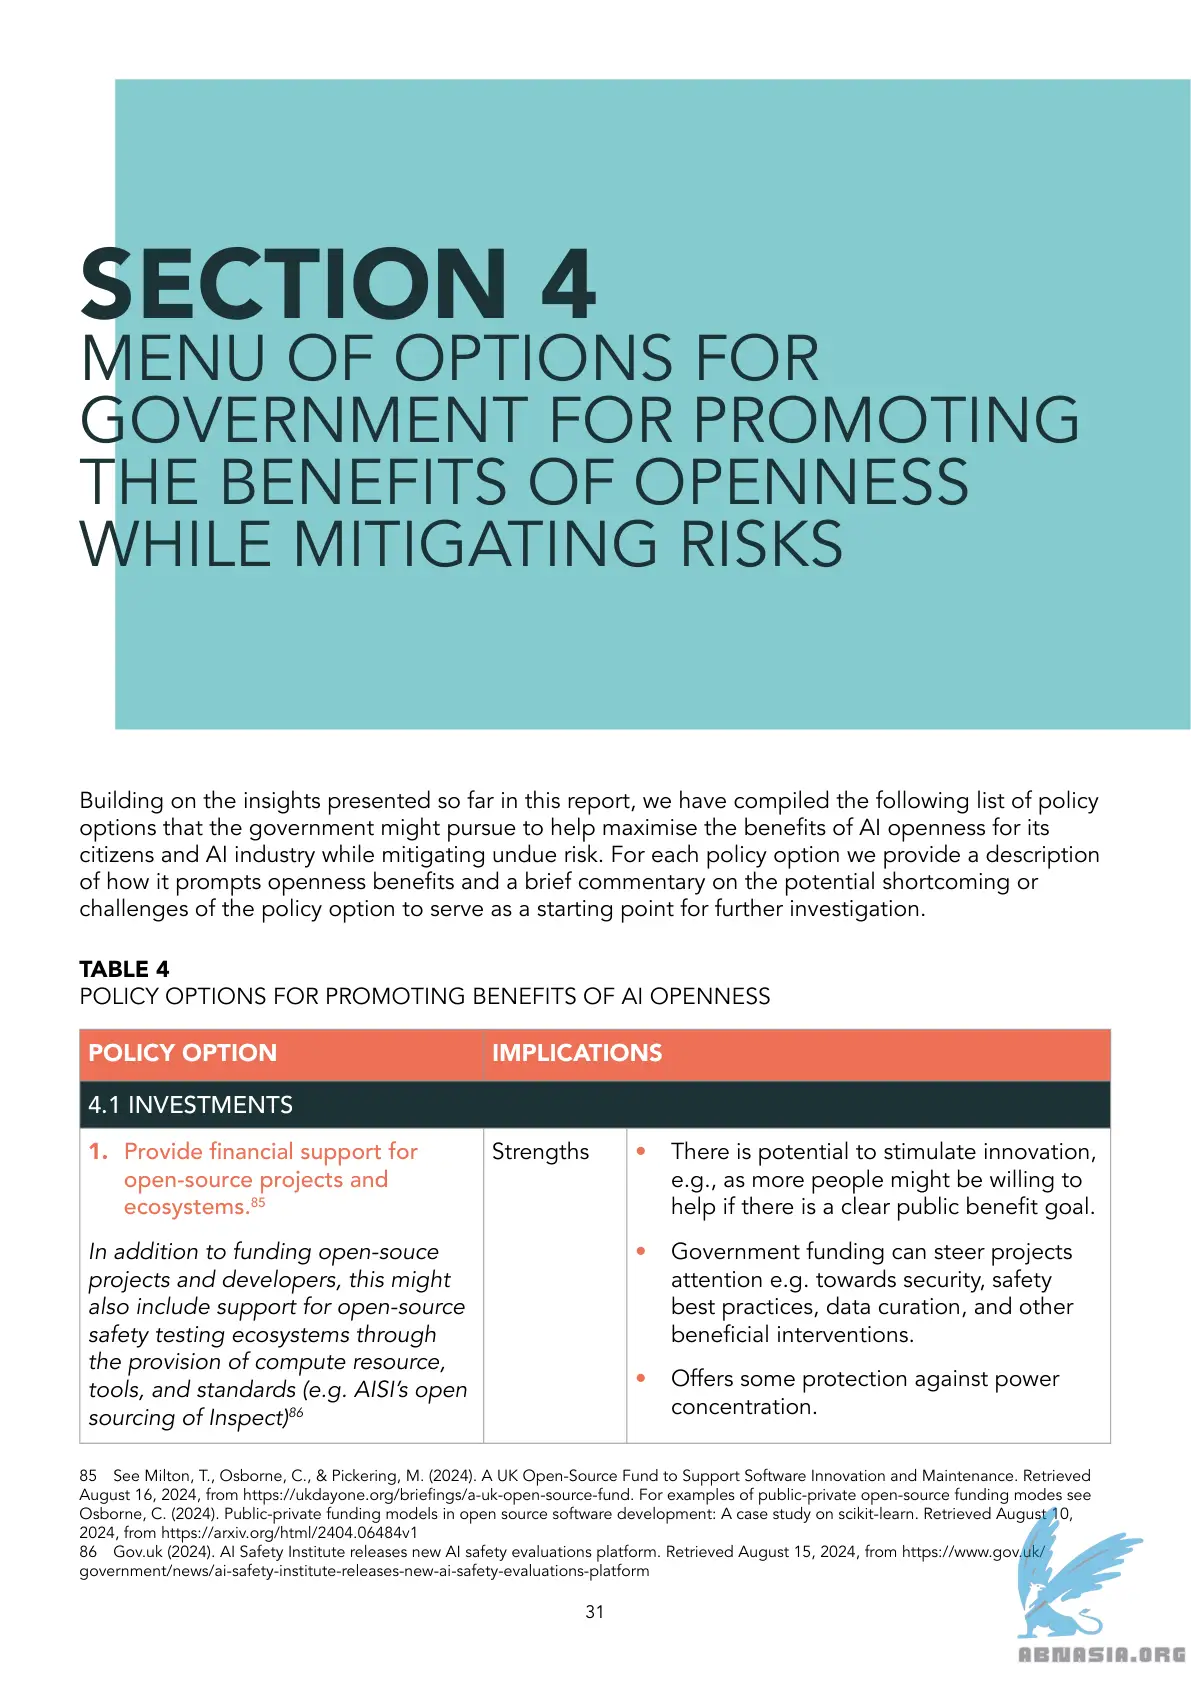 SECTION 4
MENU OF OPTIONS FOR
GOVERNMENT FOR PROMOTING
THE BENEFITS OF OPENNESS
WHILE MITIGATING RISKS
Building on the insights presented so far in this report, we have compiled the following list of policy
options that the government might pursue to help maximise the benefits of AI openness for its
citizens and AI industry while mitigating undue risk. For each policy option we provide a description
of how it prompts openness benefits and a brief commentary on the potential shortcoming or
challenges of the policy option to serve as a starting point for further investigation.
TABLE 4
POLICY OPTIONS FOR PROMOTING BENEFITS OF AI OPENNESS
POLICY OPTION IMPLICATIONS
4.1 INVESTMENTS
1. Provide financial support for
open-source projects and
ecosystems.85
In addition to funding open-souce
projects and developers, this might
also include support for open-source
safety testing ecosystems through
the provision of compute resource,
tools, and standards (e.g. AISI's open
sourcing of Inspect)86
Strengths
• There is potential to stimulate innovation,
e.g., as more people might be willing to
help if there is a clear public benefit goal.
• Government funding can steer projects
attention e.g. towards security, safety
best practices, data curation, and other
beneficial interventions.
• Offers some protection against power
concentration.
85 See Milton, T., Osborne, C., & Pickering, M. (2024). A UK Open-Source Fund to Support Software Innovation and Maintenance. Retrieved
August 16, 2024, from https://ukdayone.org/briefings/a-uk-open-source-fund. For examples of public-private open-source funding modes see
Osborne, C. (2024). Public-private funding models in open source software development: A case study on scikit-learn. Retrieved August 10,
2024, from https://arxiv.org/html/2404.06484v1
86 Gov.uk (2024). AI Safety Institute releases new AI safety evaluations platform. Retrieved August 15, 2024, from https://www.gov.uk/
government/news/ai-safety-institute-releases-new-ai-safety-evaluations-platform
31
ABNASIA.ORG